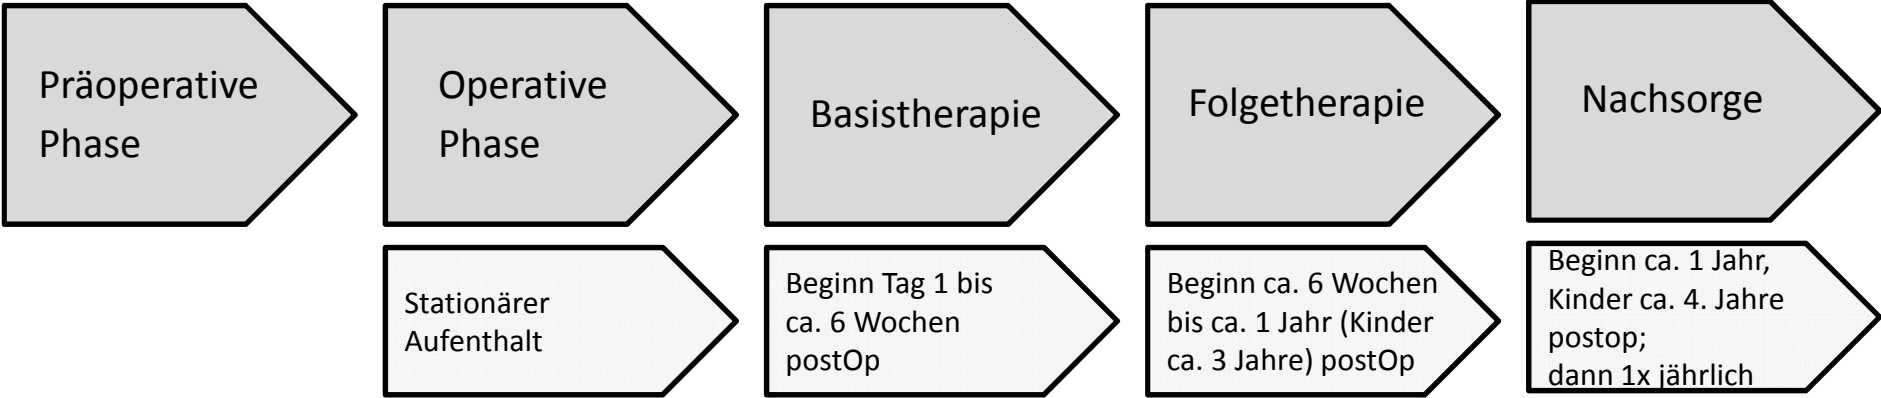 Präoperative
Phase
Operative
Phase
Basistherapie
Folgetherapie
Nachsorge
Stationärer
Aufenthalt
Beginn Tag 1 bis
ca. 6 Wochen
postOp
Beginn ca. 6 Wochen
bis ca. 1 Jahr (Kinder
ca. 3 Jahre) postOp
Beginn ca. 1 Jahr,
Kinder ca. 4. Jahre
postop;
dann 1x jährlich